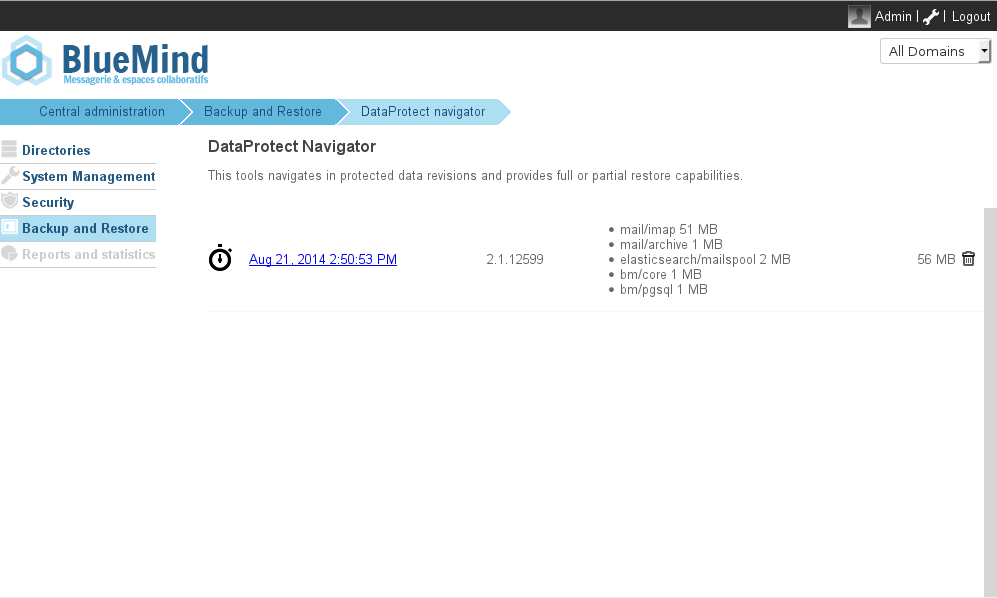 Admin | | Logout
BlueMind
Messagerie & espaces collaboratifs
All Domains
Central administration Backup and Restore DataProtect navigator
Directories
System Management
Security
Backup and Restore
Reports and statistics
DataProtect Navigator
This tools navigates in protected data revisions and provides full or partial restore capabilities.
Aug 21, 2014 2:50:53 PM
2.1.12599
• mail/imap 51 MB
• mail/archive 1 MB
• elasticsearch/mailspool 2 MB
• bm/core 1 MB
• bm/pgsql 1 MB
56 MB